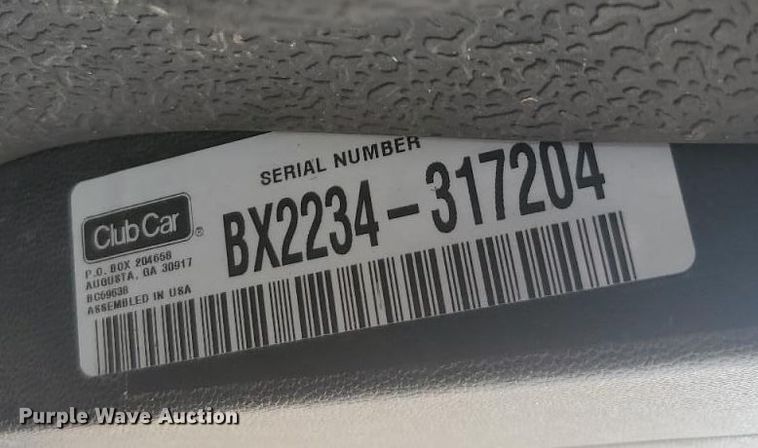 SERIAL NUMBER
BX2234-317204
Club Car®
P.O. BOX 204658
AUGUSTA, GA 30917
BC59638
ASSEMBLED IN USA
Purple Wave Auction